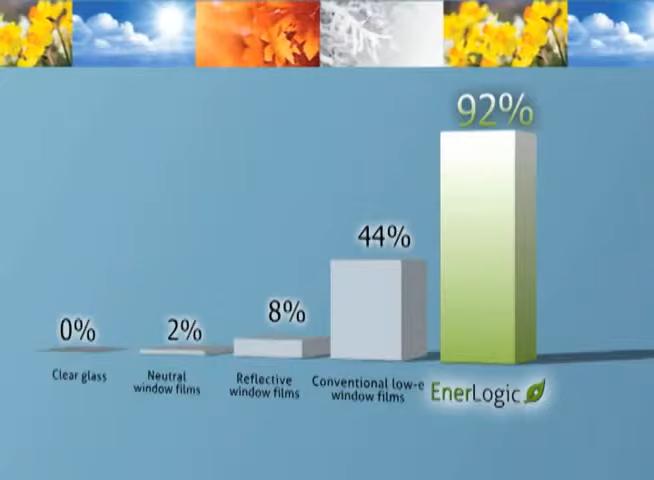 92%
44%
8%
2%
0%
Clear glass
Neutral
window films
Reflective
window films
Conventional low-e
window films
EnerLogic